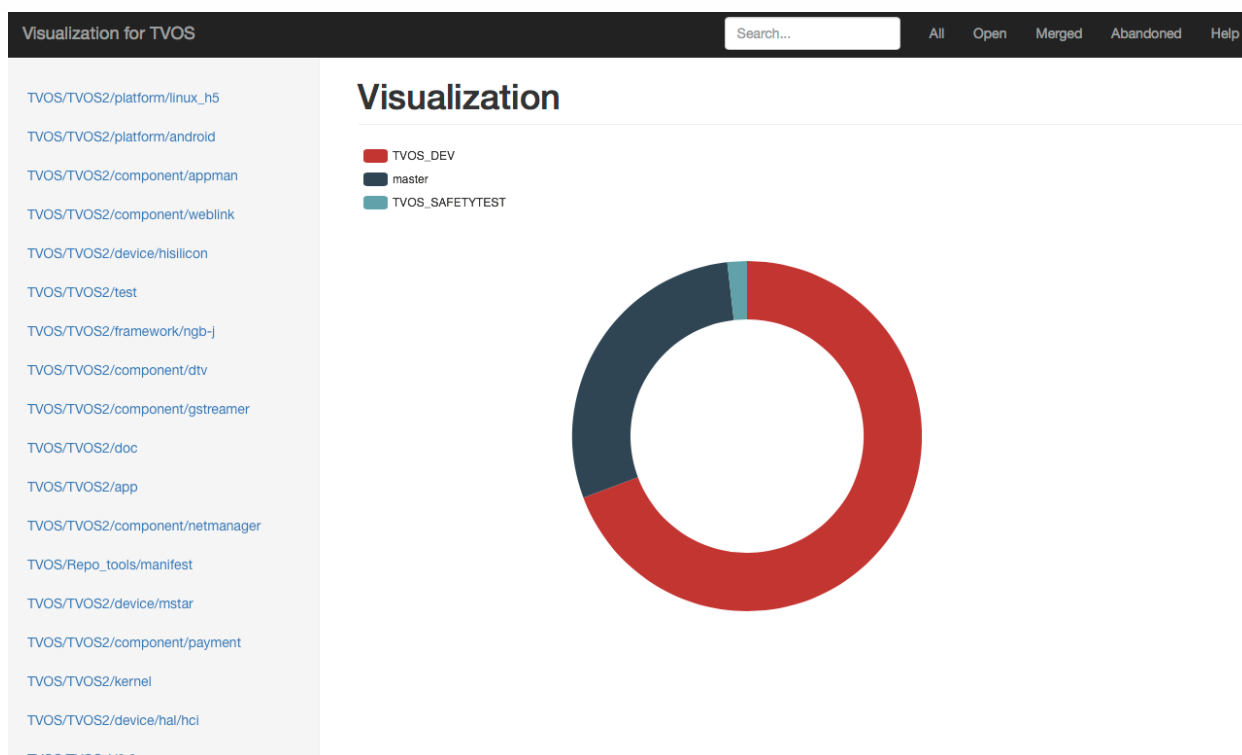 Visualization for TVOS
Search...
All Open Merged Abandoned Help
TVOS/TVOS2/platform/linux_h5
TVOS/TVOS2/platform/android
TVOS/TVOS2/component/appman
TVOS/TVOS2/component/weblink
TVOS/TVOS2/device/hisilicon
TVOS/TVOS2/test
TVOS/TVOS2/framework/ngb-j
TVOS/TVOS2/component/dtv
TVOS/TVOS2/component/gstreamer
TVOS/TVOS2/doc
TVOS/TVOS2/app
TVOS/TVOS2/component/netmanager
TVOS/Repo_tools/manifest
TVOS/TVOS2/device/mstar
TVOS/TVOS2/component/payment
TVOS/TVOS2/kernel
TVOS/TVOS2/device/hal/hci
Visualization
TVOS_DEV
master
TVOS_SAFETYTEST